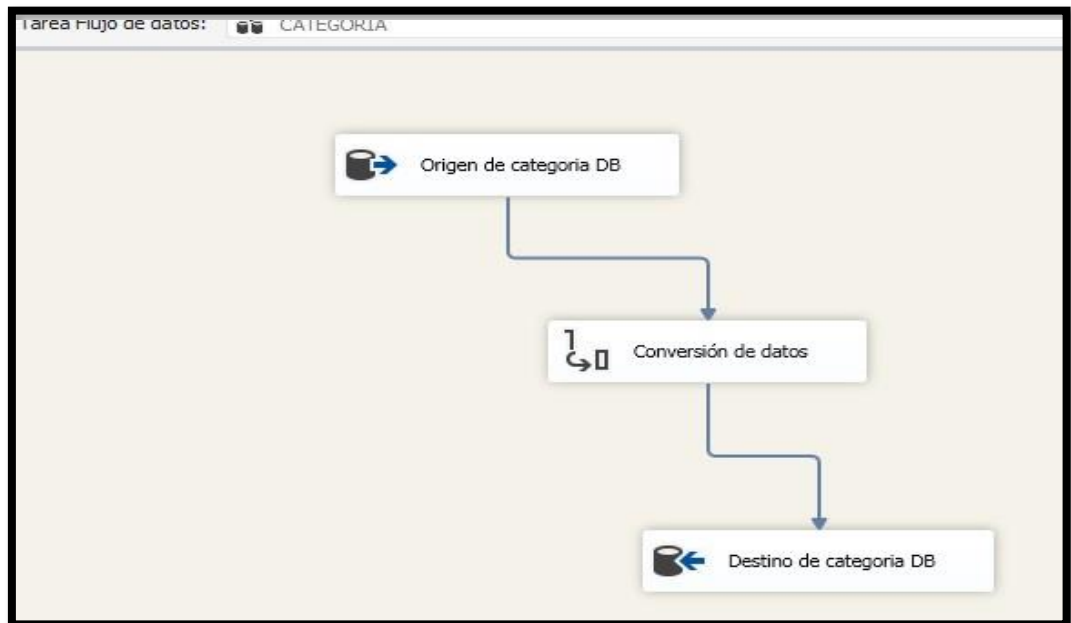 Tarea Flujo de datos: CATEGORIA
Origen de categoria DB
Conversión de datos
Destino de categoria DB